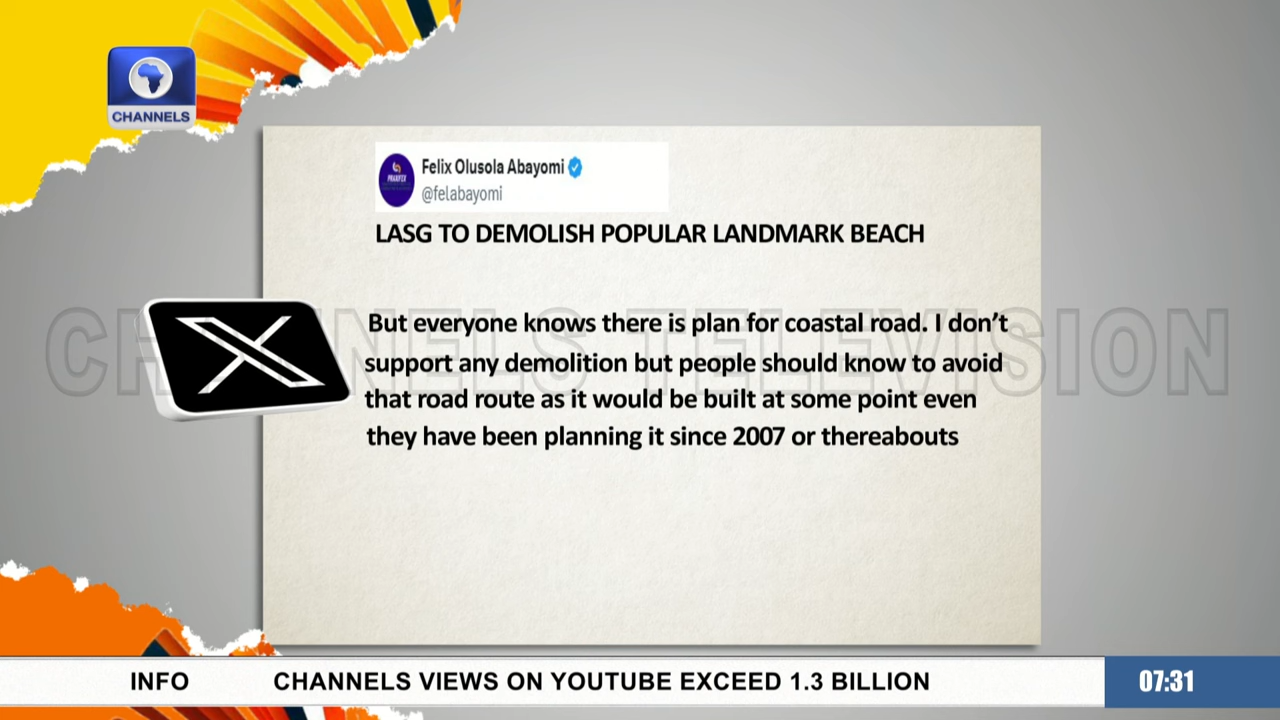 CHANNELS
Felix Olusola Abayomi
@felabayomi
LASG TO DEMOLISH POPULAR LANDMARK BEACH
CHANNELS TELEVISION
But everyone knows there is plan for coastal road. I don't
support any demolition but people should know to avoid
that road route as it would be built at some point even
they have been planning it since 2007 or thereabouts
INFO CHANNELS VIEWS ON YOUTUBE EXCEED 1.3 BILLION 07:31